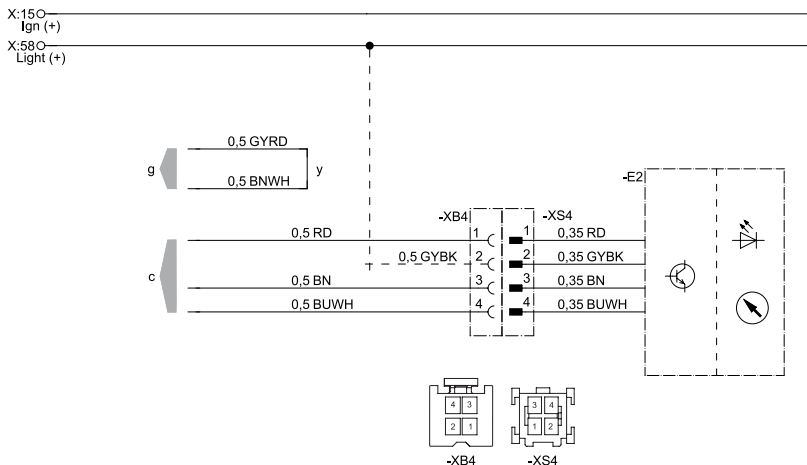 X:15
Ign (+)
X:58
Light (+)
0,5 GYRD
g
y
0,5 BNWH
-E2
-XB4
-XS4
0,5 RD
1
1
0,35 RD
0,5 GYBK
2
2
0,35 GYBK
c
0,5 BN
3
3
0,35 BN
0,5 BUWH
4
4
0,35 BUWH
4 3
3 4
2 1
1 2
-XB4
-XS4